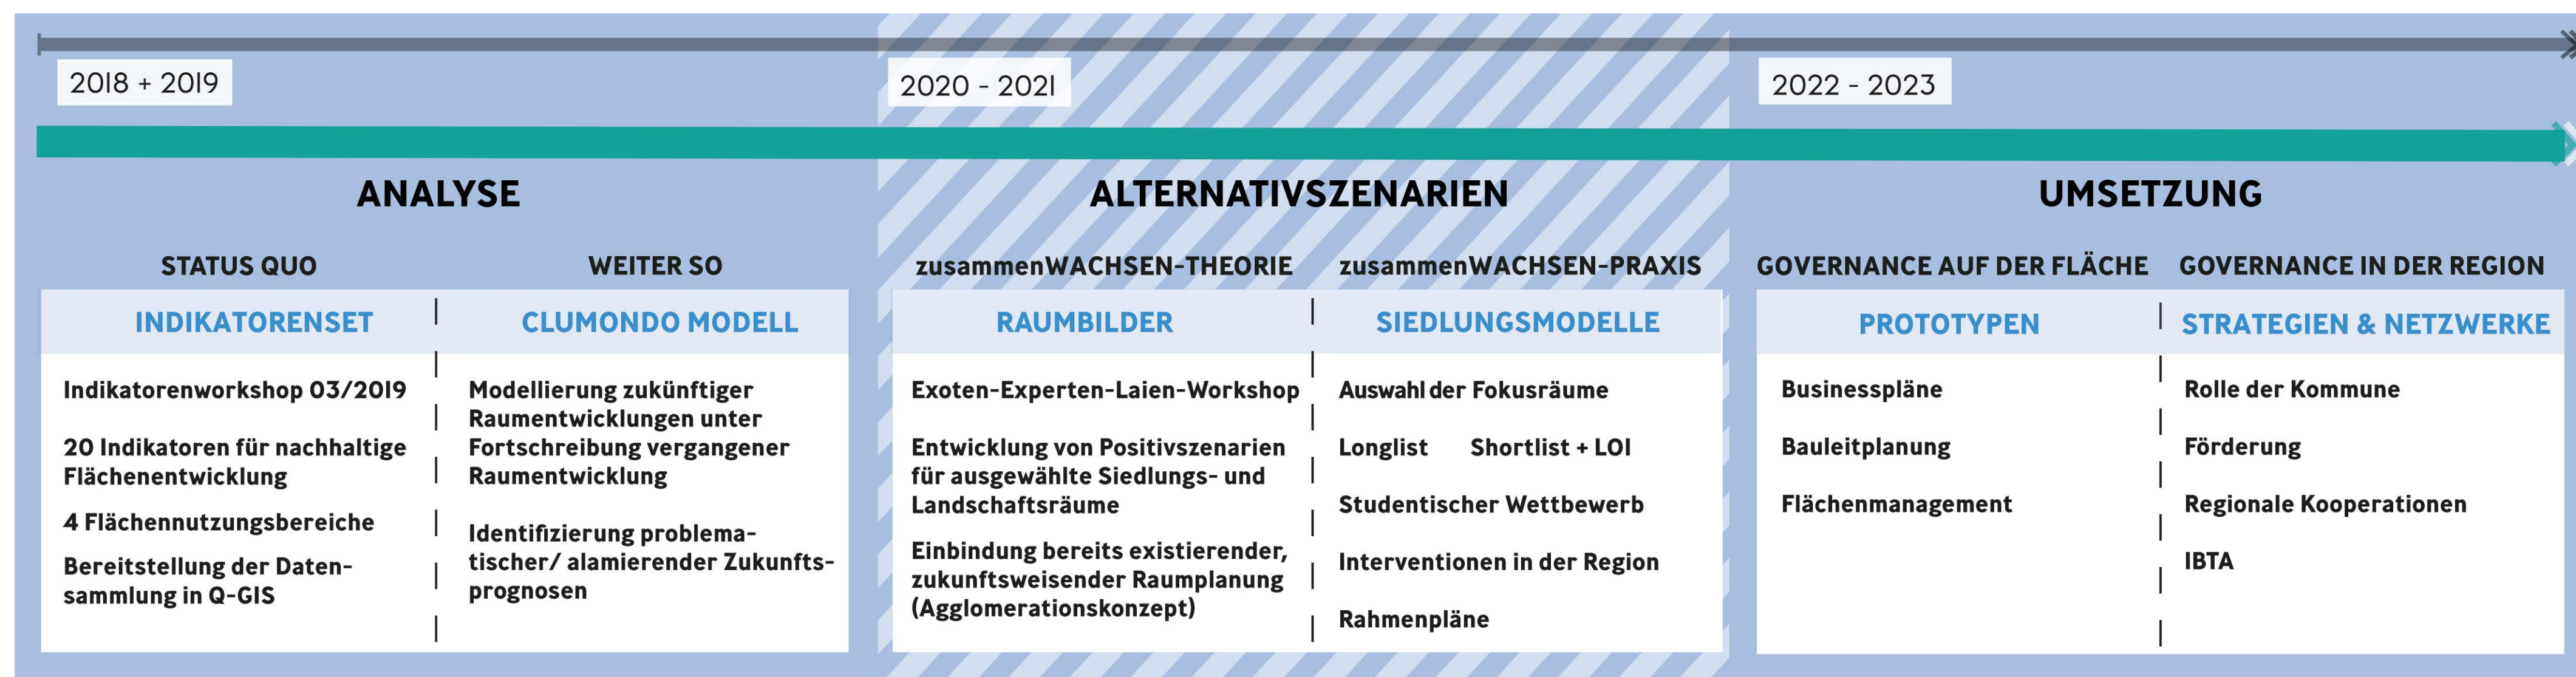 2018 + 2019
2020 - 2021
2022 - 2023
ANALYSE
ALTERNATIVSZENARIEN
UMSETZUNG
STATUS QUO
WEITER SO
zusammenWACHSEN-THEORIE
zusammenWACHSEN-PRAXIS
GOVERNANCE AUF DER FLÄCHE
GOVERNANCE IN DER REGION
INDIKATORENSET
Indikatorenworkshop 03/2019
20 Indikatoren für nachhaltige
Flächenentwicklung
4 Flächennutzungsbereiche
Bereitstellung der Daten-
sammlung in Q-GIS
CLUMONDO MODELL
Modellierung zukünftiger
Raumentwicklungen unter
Fortschreibung vergangener
Raumentwicklung
Identifizierung problema-
tischer/ alamierender Zukunfts-
prognosen
RAUMBILDER
Exoten-Experten-Laien-Workshop
Entwicklung von Positivszenarien
für ausgewählte Siedlungs- und
Landschaftsräume
Einbindung bereits existierender,
zukunftsweisender Raumplanung
(Agglomerationskonzept)
SIEDLUNGSMODELLE
Auswahl der Fokusräume
Longlist Shortlist + LOI
Studentischer Wettbewerb
Interventionen in der Region
Rahmenpläne
PROTOTYPEN
Businesspläne
Bauleitplanung
Flächenmanagement
STRATEGIEN & NETZWERKE
Rolle der Kommune
Förderung
Regionale Kooperationen
IBTA